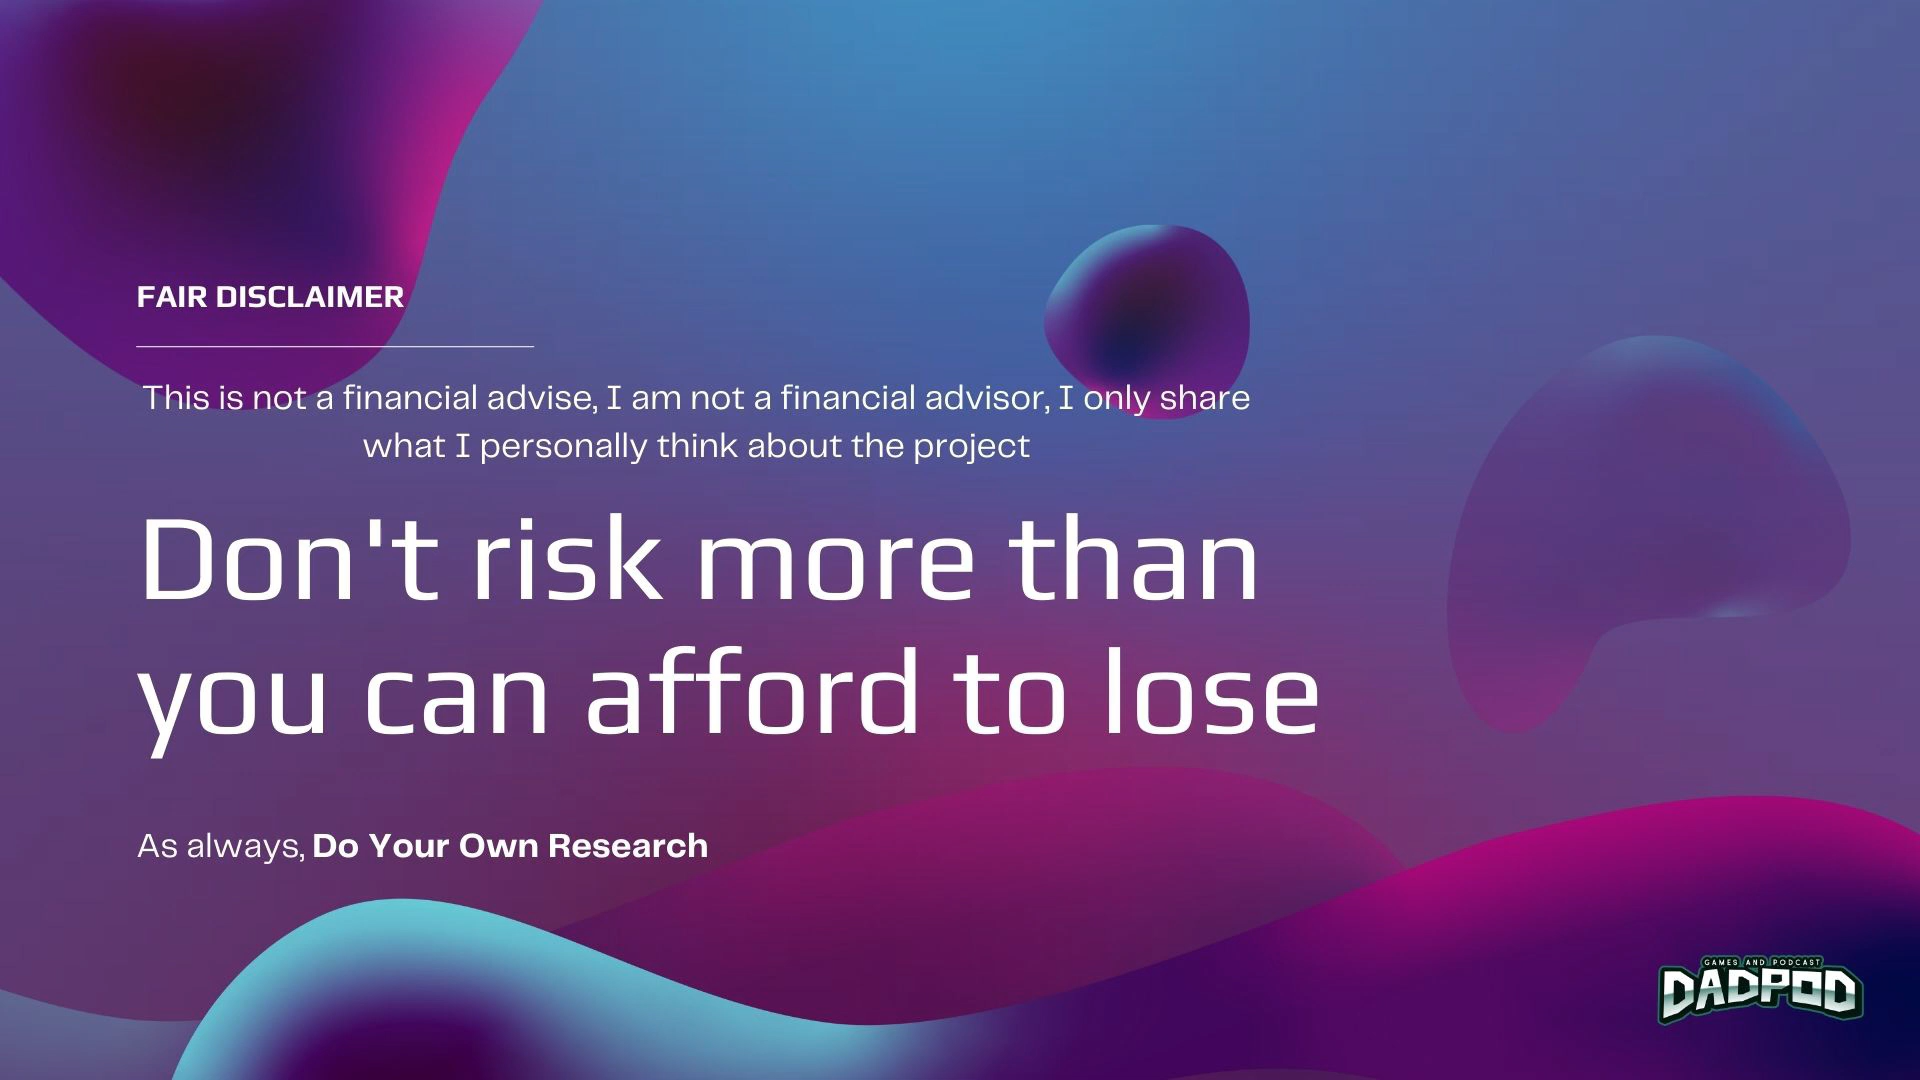 FAIR DISCLAIMER
This is not a financial advise, I am not a financial advisor, I only share
what I personally think about the project
Don't risk more than
you can afford to lose
As always, Do Your Own Research
GAMES AND PODCAST
DADPOD